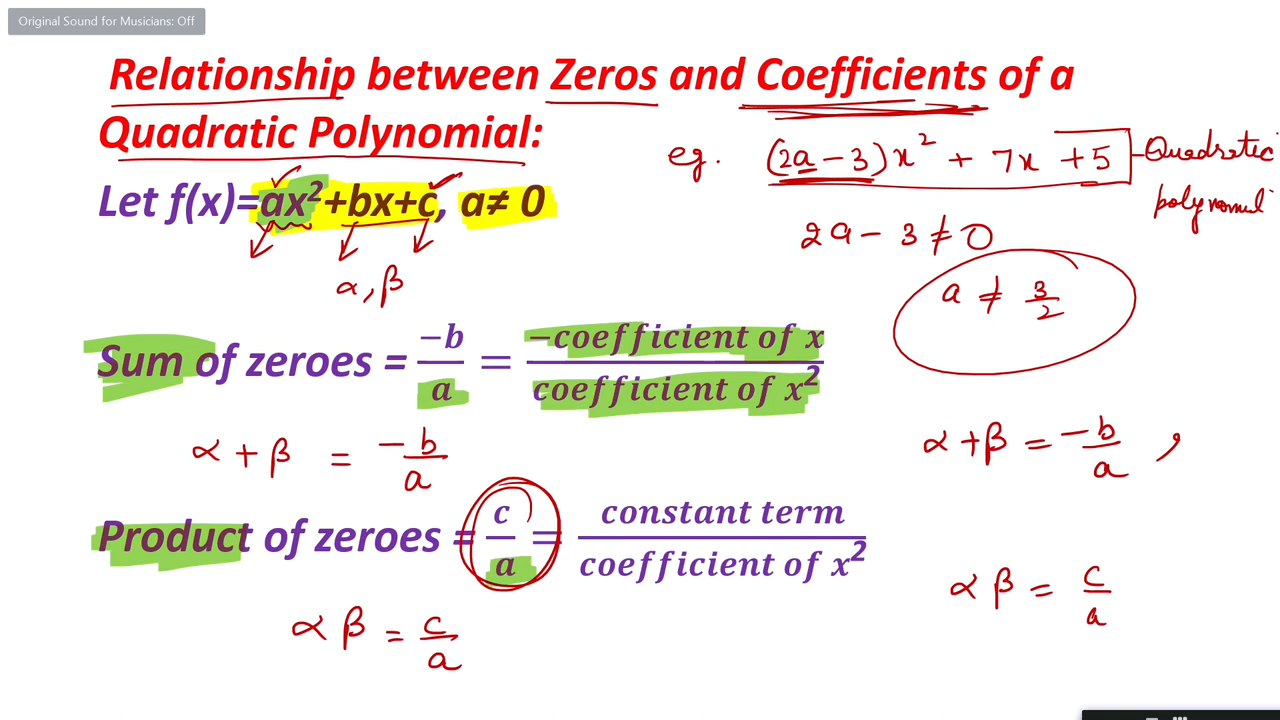 Original Sound for Musicians: Off
Relationship between Zeros and Coefficients of a
Quadratic Polynomial:
eg. (2a − 3)x² + 7x + 5 – Quadratic
polynomial
Let f(x)=ax²+bx+c, a≠ 0
2a − 3 ≠ 0
α, β
a ≠ 3/2
Sum of zeroes = −b/a = −coefficient of x/coefficient of x²
α + β = −b/a
α + β = −b/a ,
Product of zeroes = c/a = constant term/coefficient of x²
α β = c/a
α β = c/a